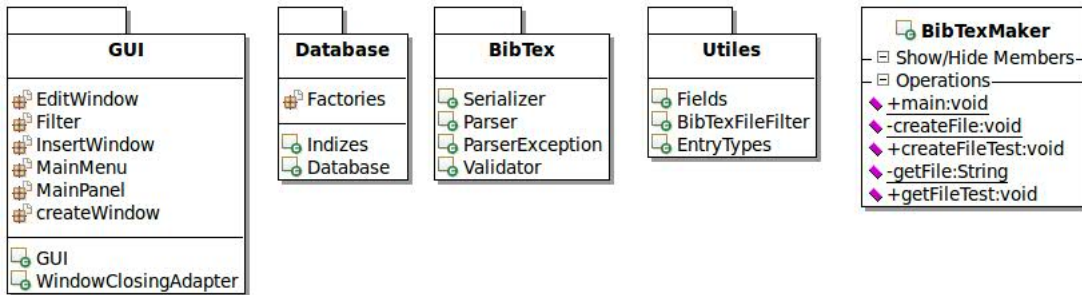 GUI
EditWindow
Filter
InsertWindow
MainMenu
MainPanel
createWindow
GUI
WindowClosingAdapter
Database
Factories
Indizes
Database
BibTex
Serializer
Parser
ParserException
Validator
Utiles
Fields
BibTexFileFilter
EntryTypes
BibTexMaker
Show/Hide Members
Operations
+main:void
-createFile:void
+createFileTest:void
-getFile:String
+getFileTest:void